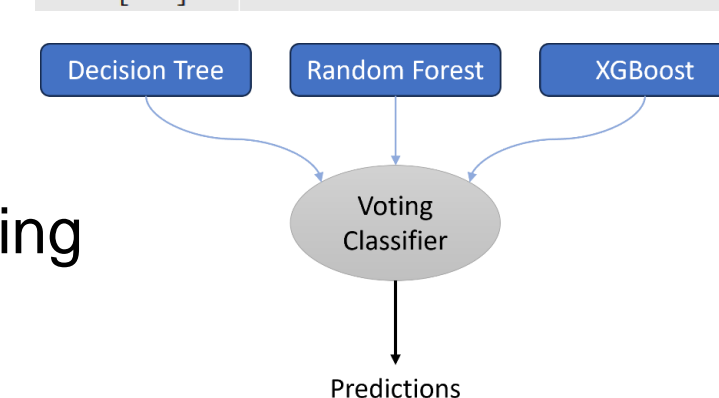 Decision Tree
Random Forest
XGBoost
Voting
Classifier
ing
Predictions